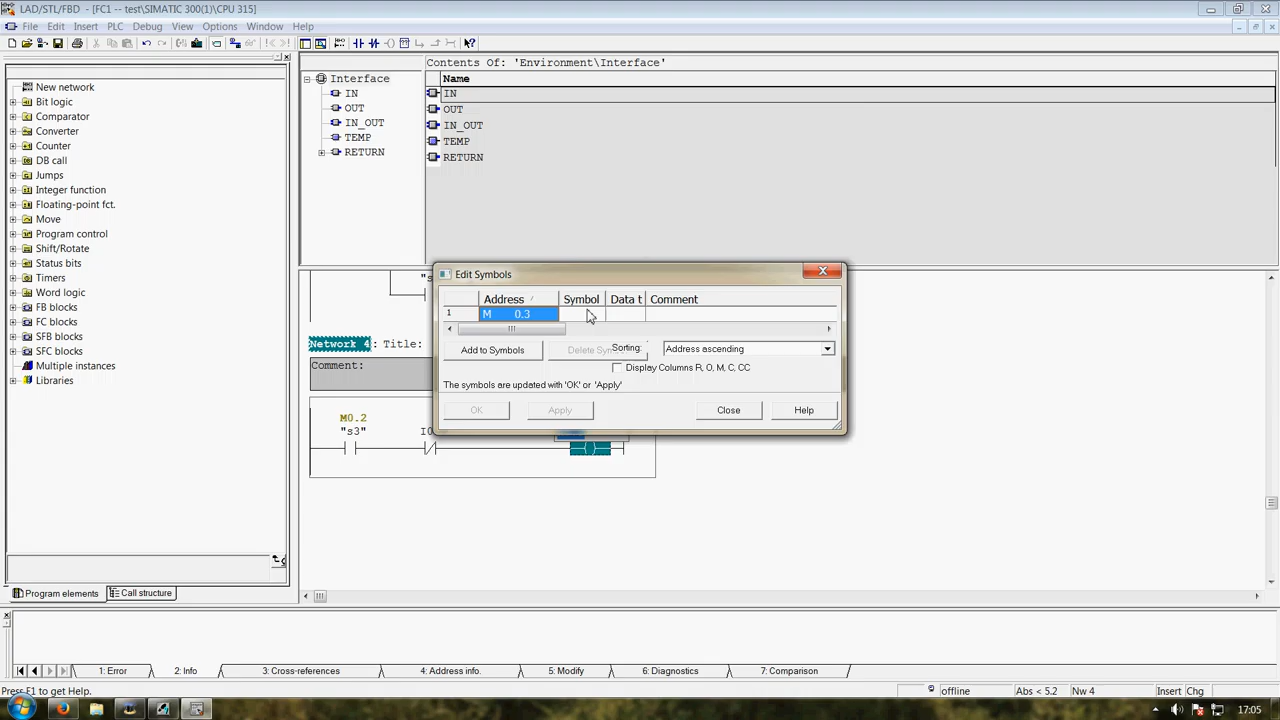 LAD/STL/FBD - [FC1 -- test\SIMATIC 300(1)\CPU 315]
File Edit Insert PLC Debug View Options Window Help
Contents Of: 'Environment\Interface'
New network
Bit logic
Comparator
Converter
Counter
DB call
Jumps
Integer function
Floating-point fct.
Move
Program control
Shift/Rotate
Status bits
Timers
Word logic
FB blocks
FC blocks
SFB blocks
SFC blocks
Multiple instances
Libraries
Program elements Call structure
Interface
IN
OUT
IN_OUT
TEMP
RETURN
Name
IN
OUT
IN_OUT
TEMP
RETURN
"s
Network 4: Title:
Comment:
M0.2
"s3" I0
Edit Symbols
Address Symbol Data t Comment
1 M 0.3
Add to Symbols Sorting: Address ascending
Display Columns R, O, M, C, CC
The symbols are updated with 'OK' or 'Apply'
OK Apply Close Help
1: Error 2: Info 3: Cross-references 4: Address info. 5: Modify 6: Diagnostics 7: Comparison
Press F1 to get Help. offline Abs < 5.2 Nw 4 Insert Chg
17:05